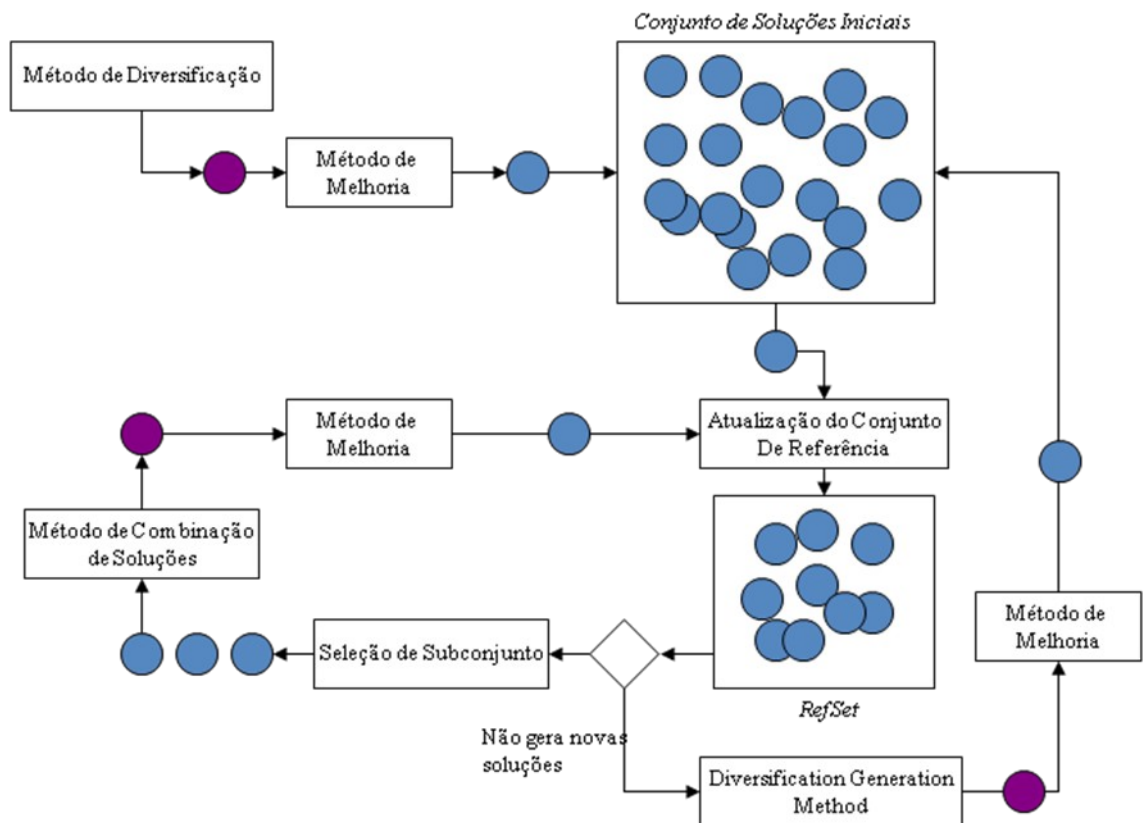 Conjunto de Soluções Iniciais
Método de Diversificação
Método de
Melhoria
Método de
Melhoria
Atualização do Conjunto
De Referência
Método de Combinação
de Soluções
Método de
Melhoria
Seleção de Subconjunto
RefSet
Não gera novas
soluções
Diversification Generation
Method